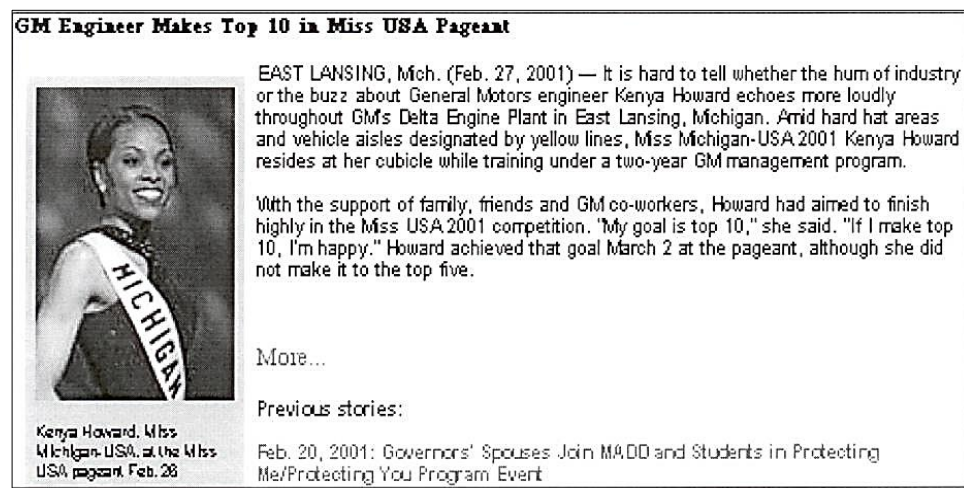 GM Engineer Makes Top 10 in Miss USA Pageant
EAST LANSING, Mich. (Feb. 27, 2001) — It is hard to tell whether the hum of industry
or the buzz about General Motors engineer Kenya Howard echoes more loudly
throughout GM's Delta Engine Plant in East Lansing, Michigan. Amid hard hat areas
and vehicle aisles designated by yellow lines, Miss Michigan-USA 2001 Kenya Howard
resides at her cubicle while training under a two-year GM management program.
With the support of family, friends and GM co-workers, Howard had aimed to finish
highly in the Miss USA 2001 competition. "My goal is top 10," she said. "If I make top
10, I'm happy." Howard achieved that goal March 2 at the pageant, although she did
not make it to the top five.
MICHIGAN
Kenya Howard, Miss
Michigan-USA, at the Miss
USA pageant Feb. 26
More...
Previous stories:
Feb. 20, 2001: Governors' Spouses Join MADD and Students in Protecting
Me/Protecting You Program Event